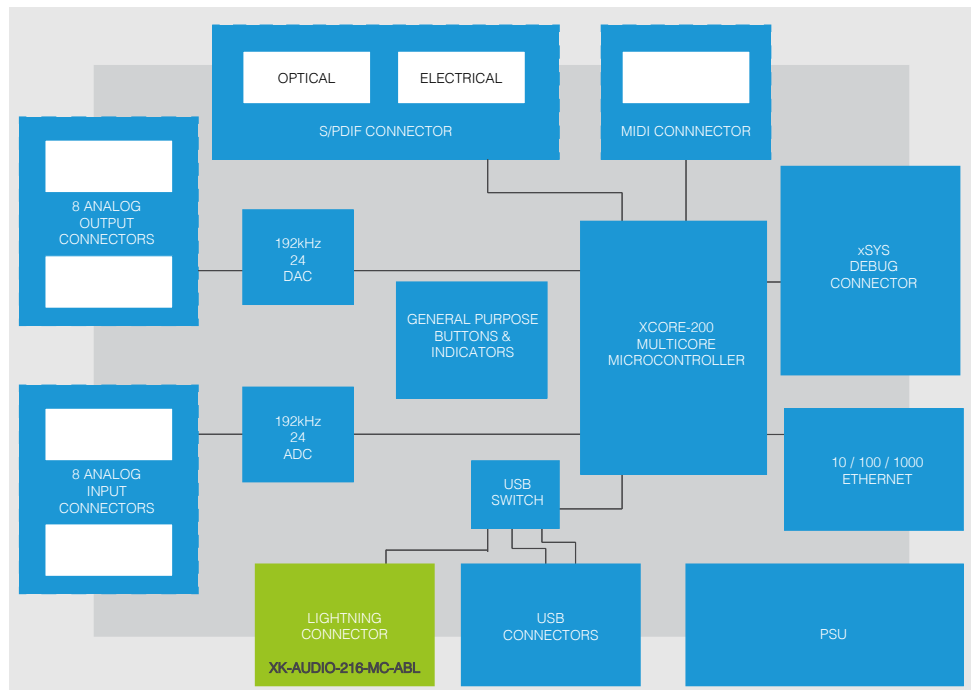 OPTICAL
ELECTRICAL
S/PDIF CONNECTOR
MIDI CONNNECTOR
8 ANALOG
OUTPUT
CONNECTORS
192kHz
24
DAC
GENERAL PURPOSE
BUTTONS &
INDICATORS
XCORE-200
MULTICORE
MICROCONTROLLER
xSYS
DEBUG
CONNECTOR
8 ANALOG
INPUT
CONNECTORS
192kHz
24
ADC
USB
SWITCH
10 / 100 / 1000
ETHERNET
LIGHTNING
CONNECTOR
XK-AUDIO-216-MC-ABL
USB
CONNECTORS
PSU